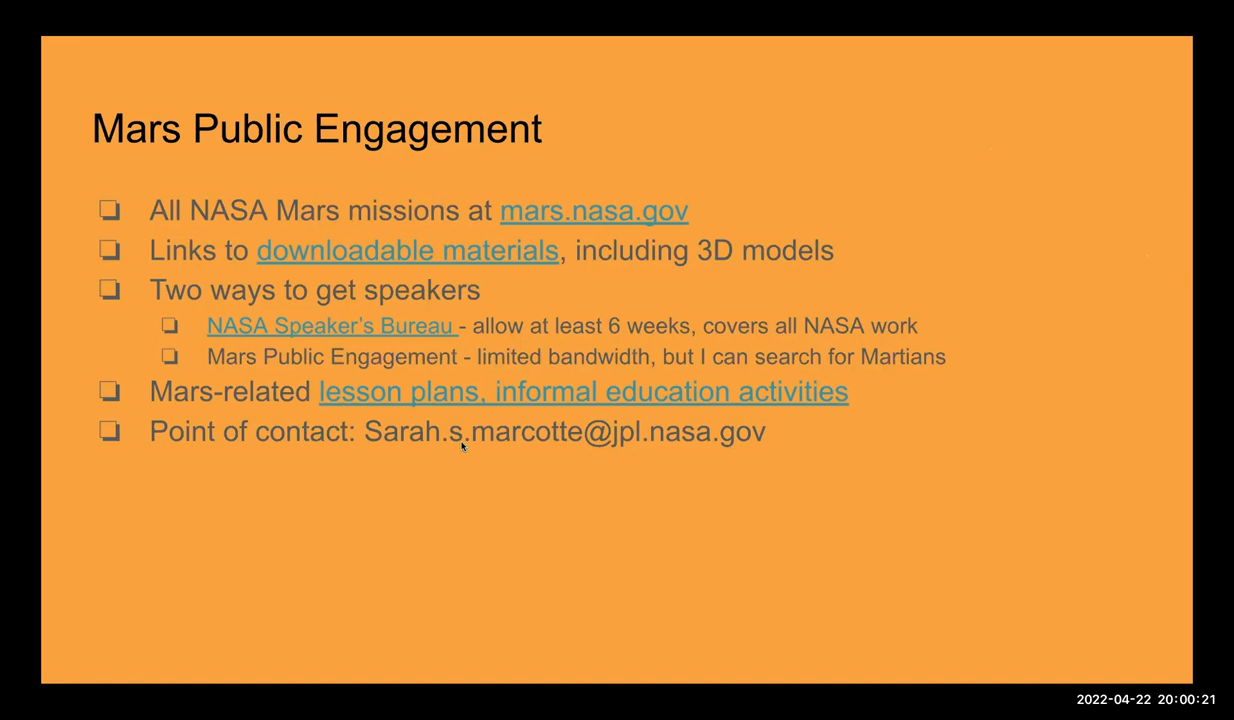 Mars Public Engagement
❏ All NASA Mars missions at mars.nasa.gov
❏ Links to downloadable materials, including 3D models
❏ Two ways to get speakers
❏ NASA Speaker’s Bureau - allow at least 6 weeks, covers all NASA work
❏ Mars Public Engagement - limited bandwidth, but I can search for Martians
❏ Mars-related lesson plans, informal education activities
❏ Point of contact: Sarah.s.marcotte@jpl.nasa.gov
2022-04-22 20:00:21